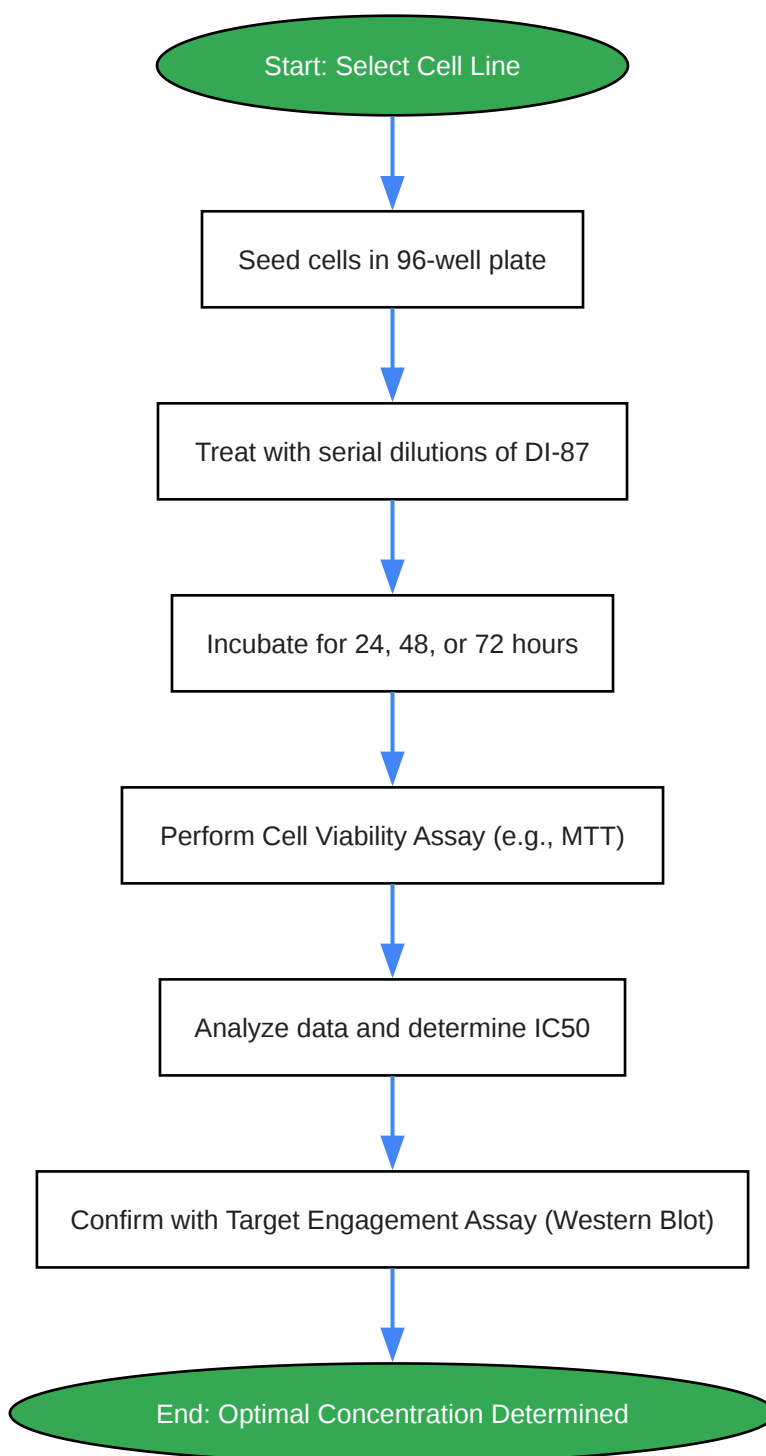 Start: Select Cell Line
Seed cells in 96-well plate
Treat with serial dilutions of DI-87
Incubate for 24, 48, or 72 hours
Perform Cell Viability Assay (e.g., MTT)
Analyze data and determine IC50
Confirm with Target Engagement Assay (Western Blot)
End: Optimal Concentration Determined